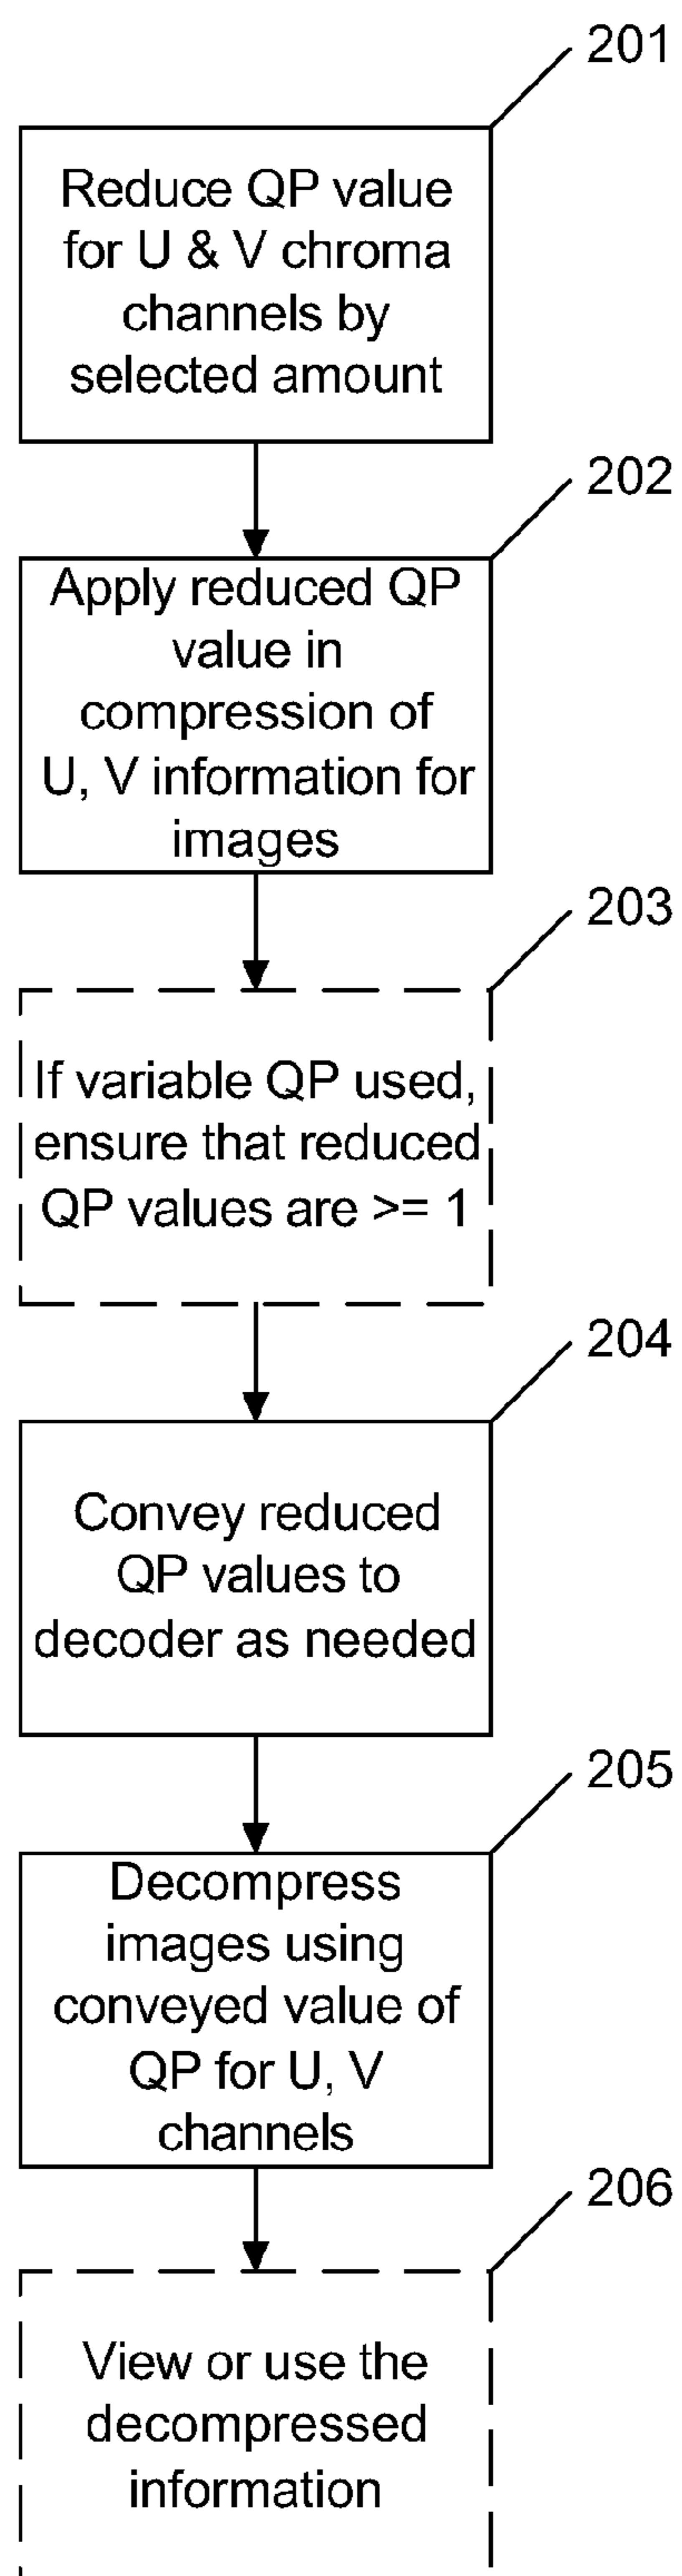 201
Reduce QP value
for U & V chroma
channels by
selected amount
202
Apply reduced QP
value in
compression of
U, V information for
images
203
If variable QP used,
ensure that reduced
QP values are >= 1
204
Convey reduced
QP values to
decoder as needed
205
Decompress
images using
conveyed value of
QP for U, V
channels
206
View or use the
decompressed
information